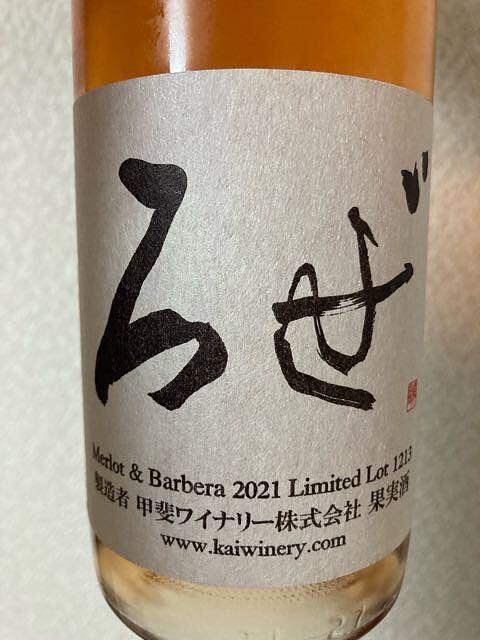 ろぜ
Merlot & Barbera 2021 Limited Lot 1213
製造者 甲斐ワイナリー株式会社 果実酒
www.kaiwinery.com